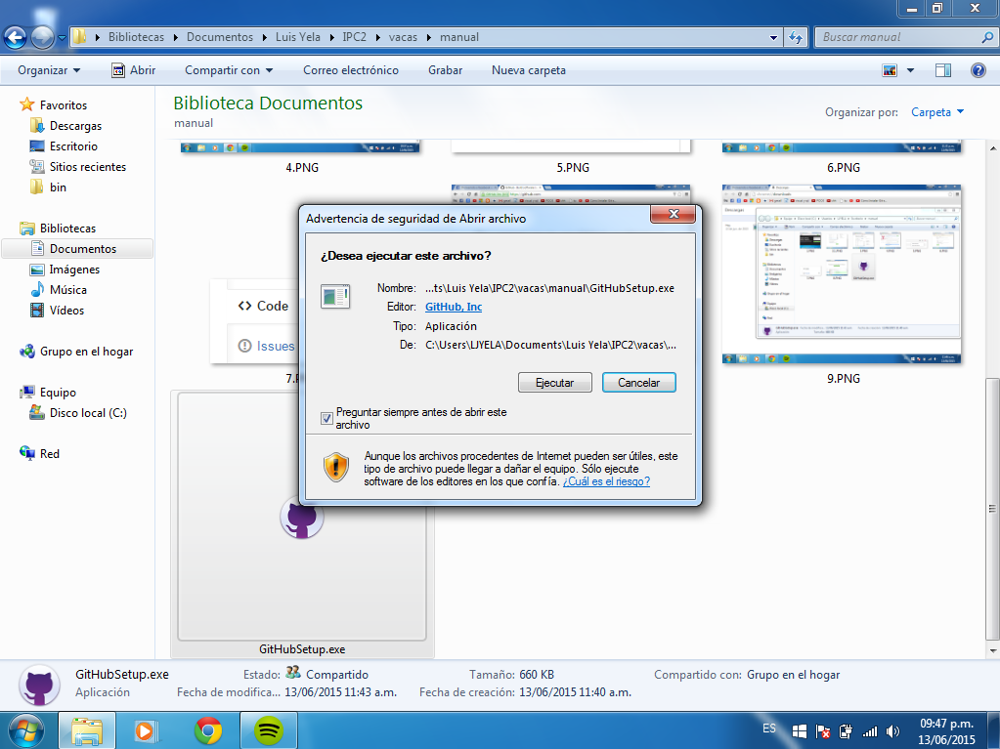 Bibliotecas Documentos Luis Yela IPC2 vacas manual
Buscar manual
Organizar Abrir Compartir con Correo electrónico Grabar Nueva carpeta
Favoritos
Descargas
Escritorio
Sitios recientes
bin
Bibliotecas
Documentos
Imágenes
Música
Vídeos
Grupo en el hogar
Equipo
Disco local (C:)
Red
Biblioteca Documentos
manual
Organizar por: Carpeta
4.PNG
5.PNG
6.PNG
<> Code
Issues
9.PNG
GitHubSetup.exe
Advertencia de seguridad de Abrir archivo
¿Desea ejecutar este archivo?
Nombre: ...ts\Luis Yela\IPC2\vacas\manual\GitHubSetup.exe
Editor: GitHub, Inc
Tipo: Aplicación
De: C:\Users\LJYELA\Documents\Luis Yela\IPC2\vacas\...
Ejecutar
Cancelar
Preguntar siempre antes de abrir este
archivo
Aunque los archivos procedentes de Internet pueden ser útiles, este
tipo de archivo puede llegar a dañar el equipo. Sólo ejecute
software de los editores en los que confía. ¿Cuál es el riesgo?
GitHubSetup.exe Estado: Compartido Tamaño: 660 KB Compartido con: Grupo en el hogar
Aplicación Fecha de modifica... 13/06/2015 11:43 a.m. Fecha de creación: 13/06/2015 11:40 a.m.
ES
09:47 p.m.
13/06/2015